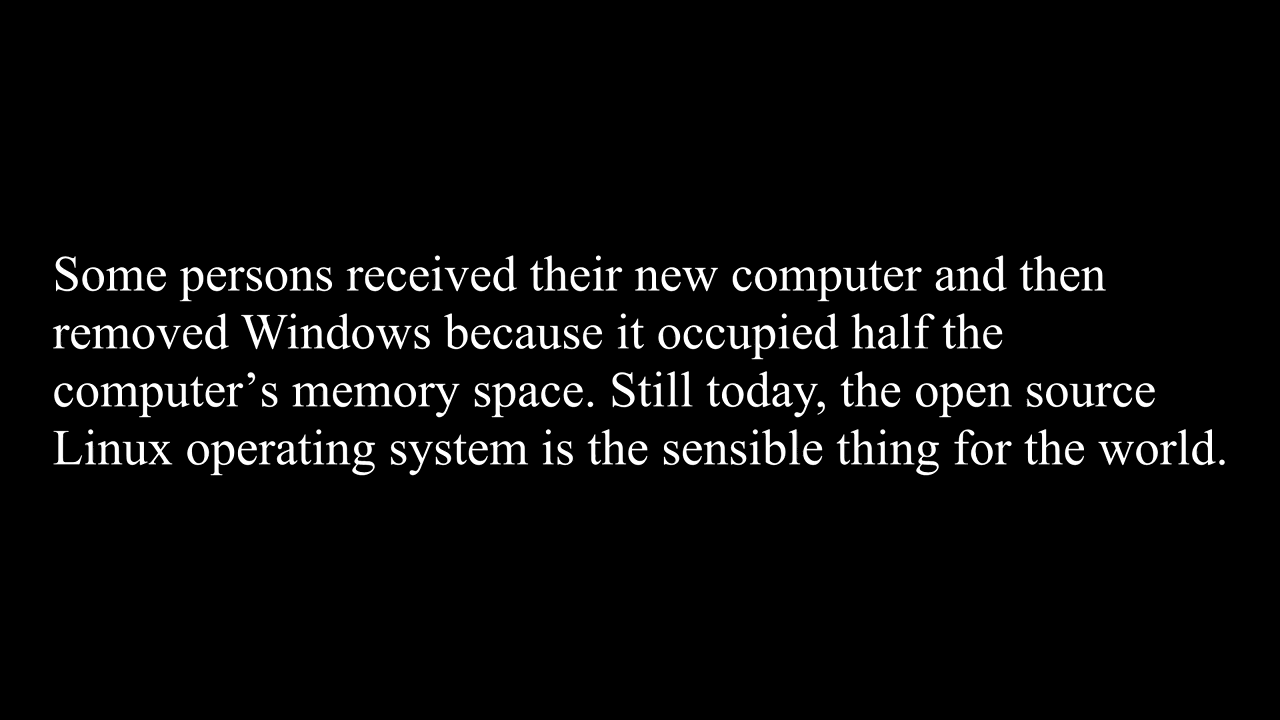 Some persons received their new computer and then
removed Windows because it occupied half the
computer’s memory space. Still today, the open source
Linux operating system is the sensible thing for the world.